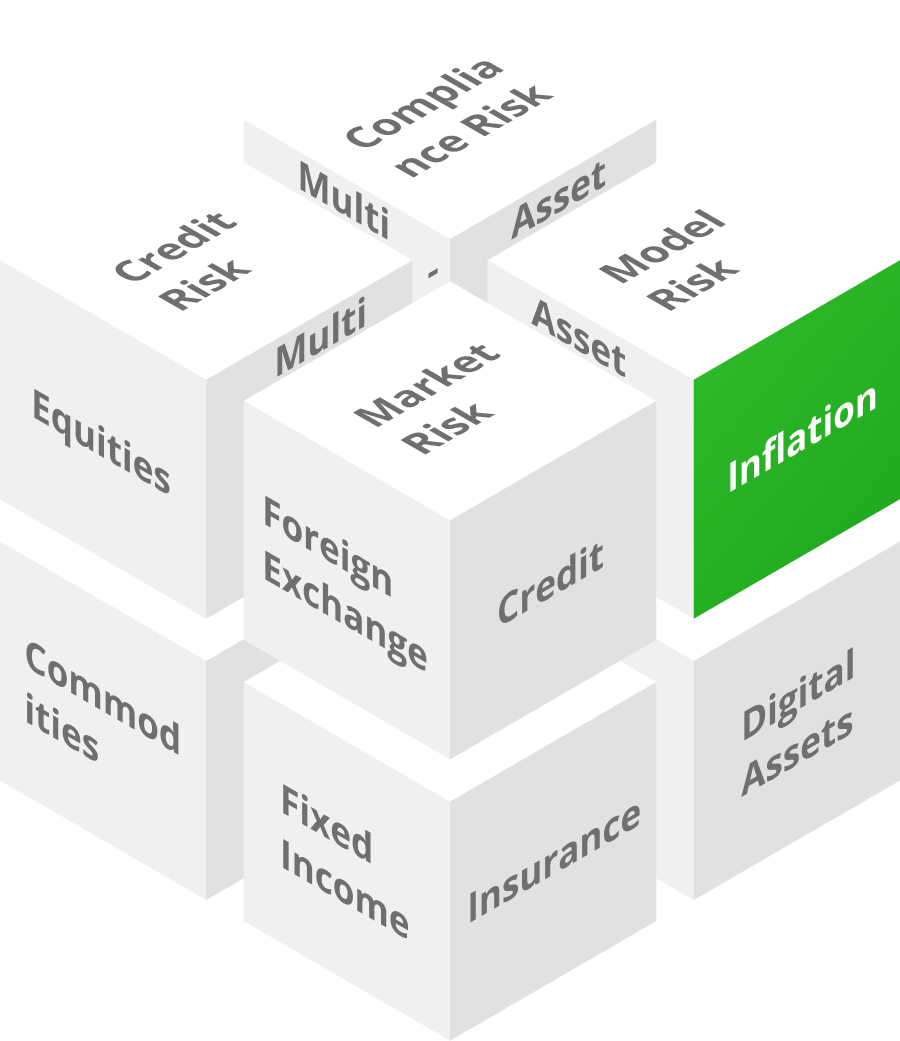 Complia
nce Risk
Multi
Asset
-
Credit
Risk
Model
Risk
Multi
Asset
Market
Risk
Equities
Inflation
Foreign
Exchange
Credit
Commod
ities
Digital
Assets
Fixed
Income
Insurance